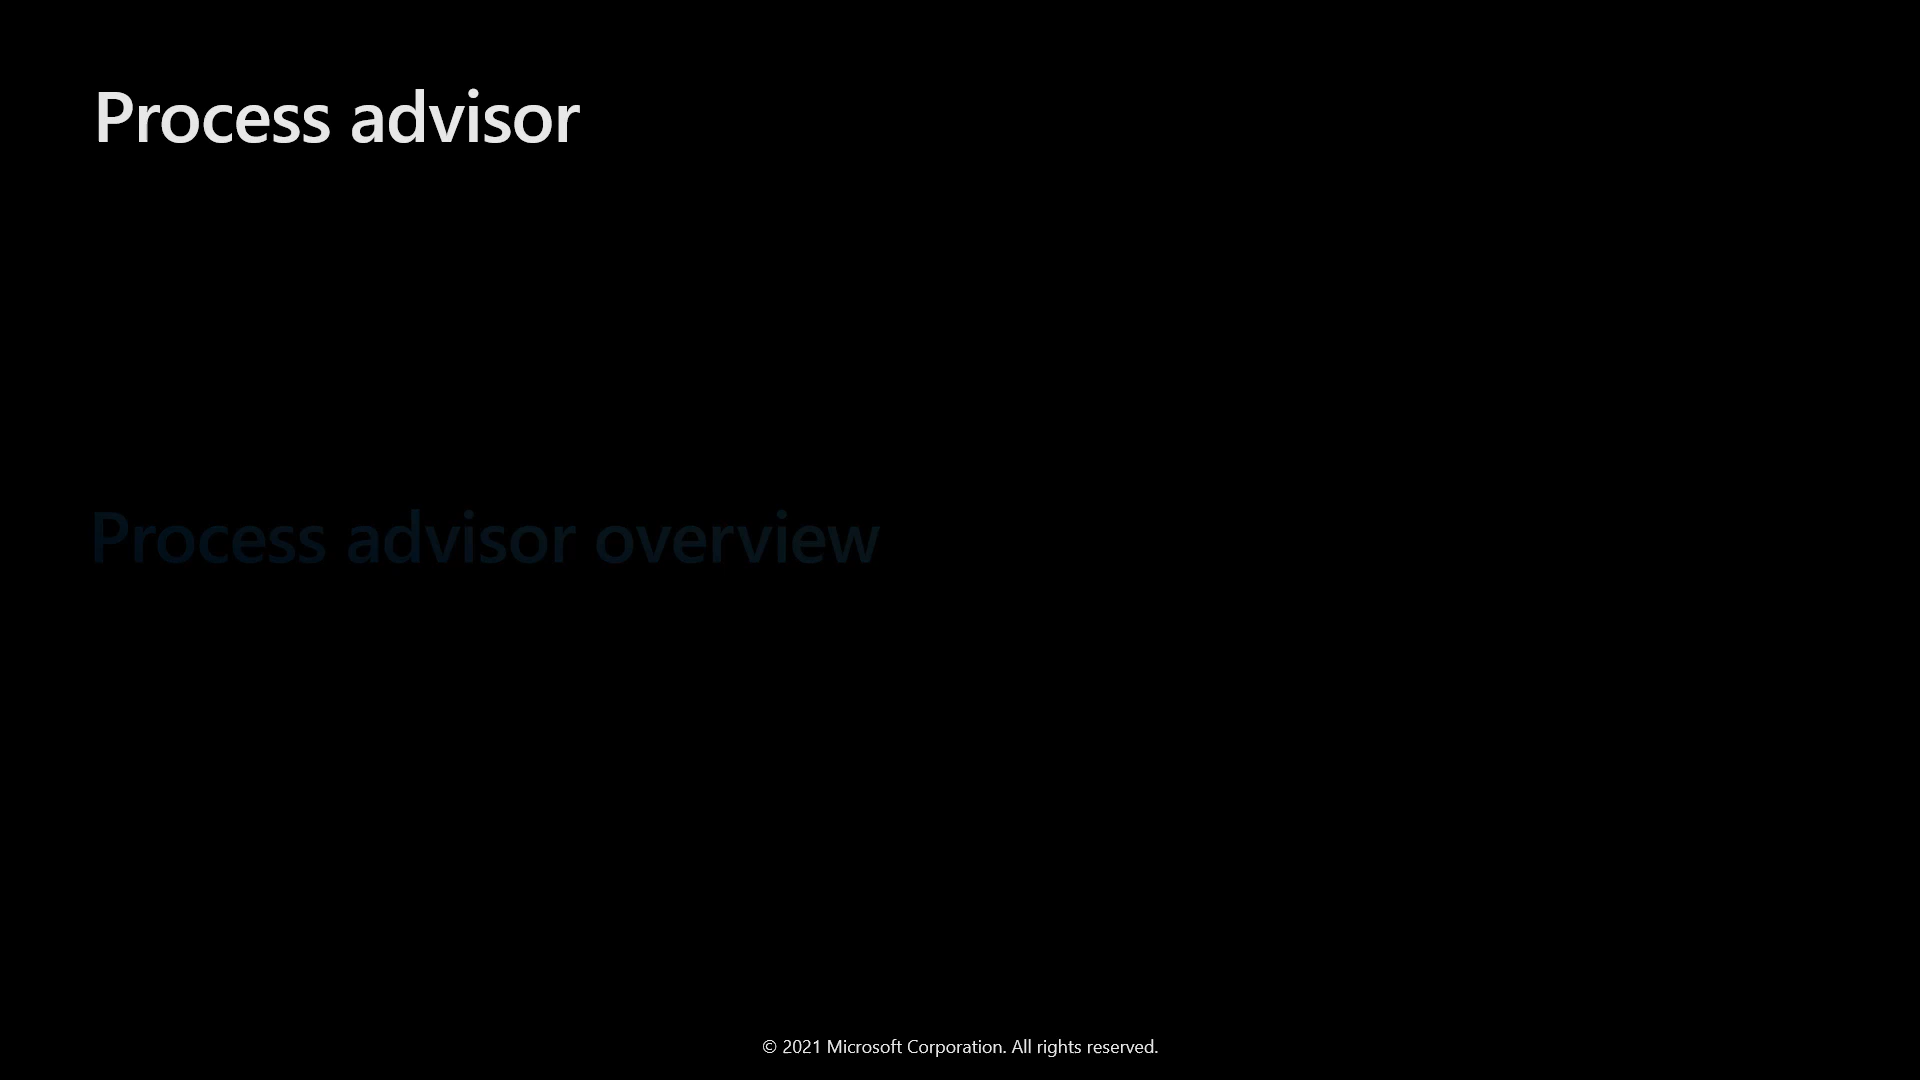 Process advisor
Process advisor overview
© 2021 Microsoft Corporation. All rights reserved.